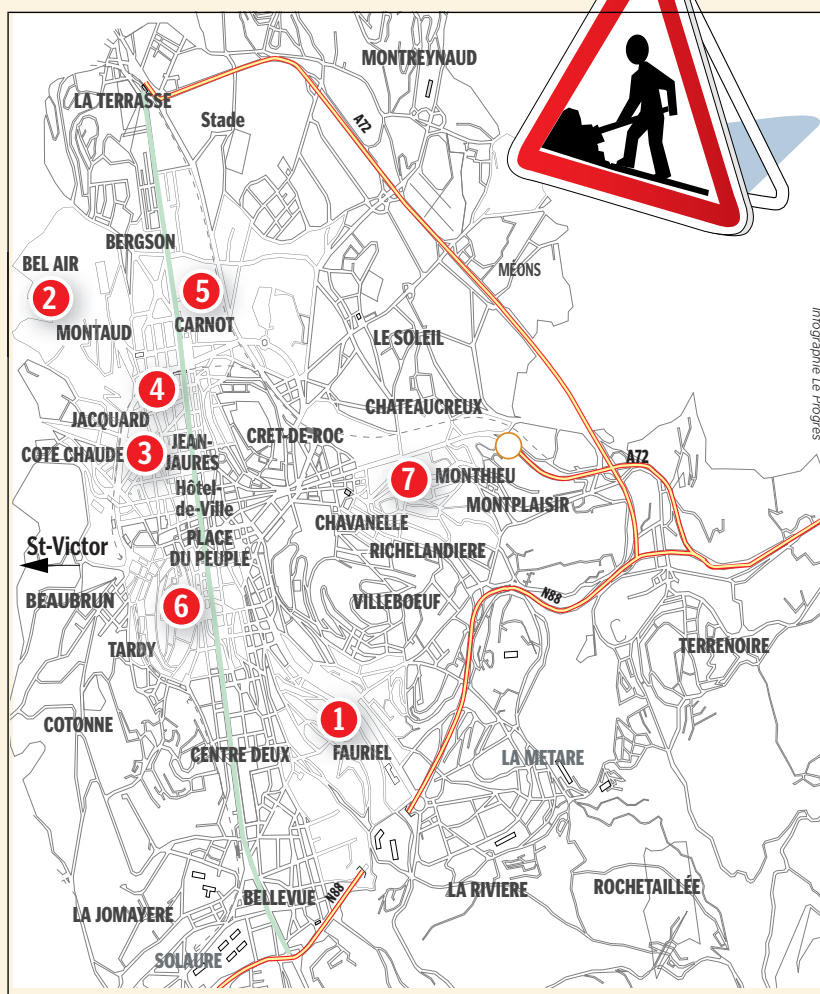 MONTREYNAUD
LA TERRASSE
Stade
A72
BERGSON
BEL AIR
MÉONS
2
5
MONTAUD
CARNOT
LE SOLEIL
Infographie Le Progrès
4
CHATEAUCREUX
JACQUARD
CRÊT-DE-ROC
COTE CHAUDE
3
JEAN-
JAURÈS
A72
7
MONTHIEU
Hôtel-
de-Ville
MONTPLAISIR
CHAVANELLE
St-Victor
PLACE
DU PEUPLE
RICHELANDIERE
BEAUBRUN
6
VILLEBOEUF
N88
TARDY
TERRENOIRE
COTONNE
1
CENTRE DEUX
FAURIEL
LA METARE
LA RIVIERE
ROCHETAILLÉE
BELLEVUE
N88
LA JOMAYERE
SOLAURE